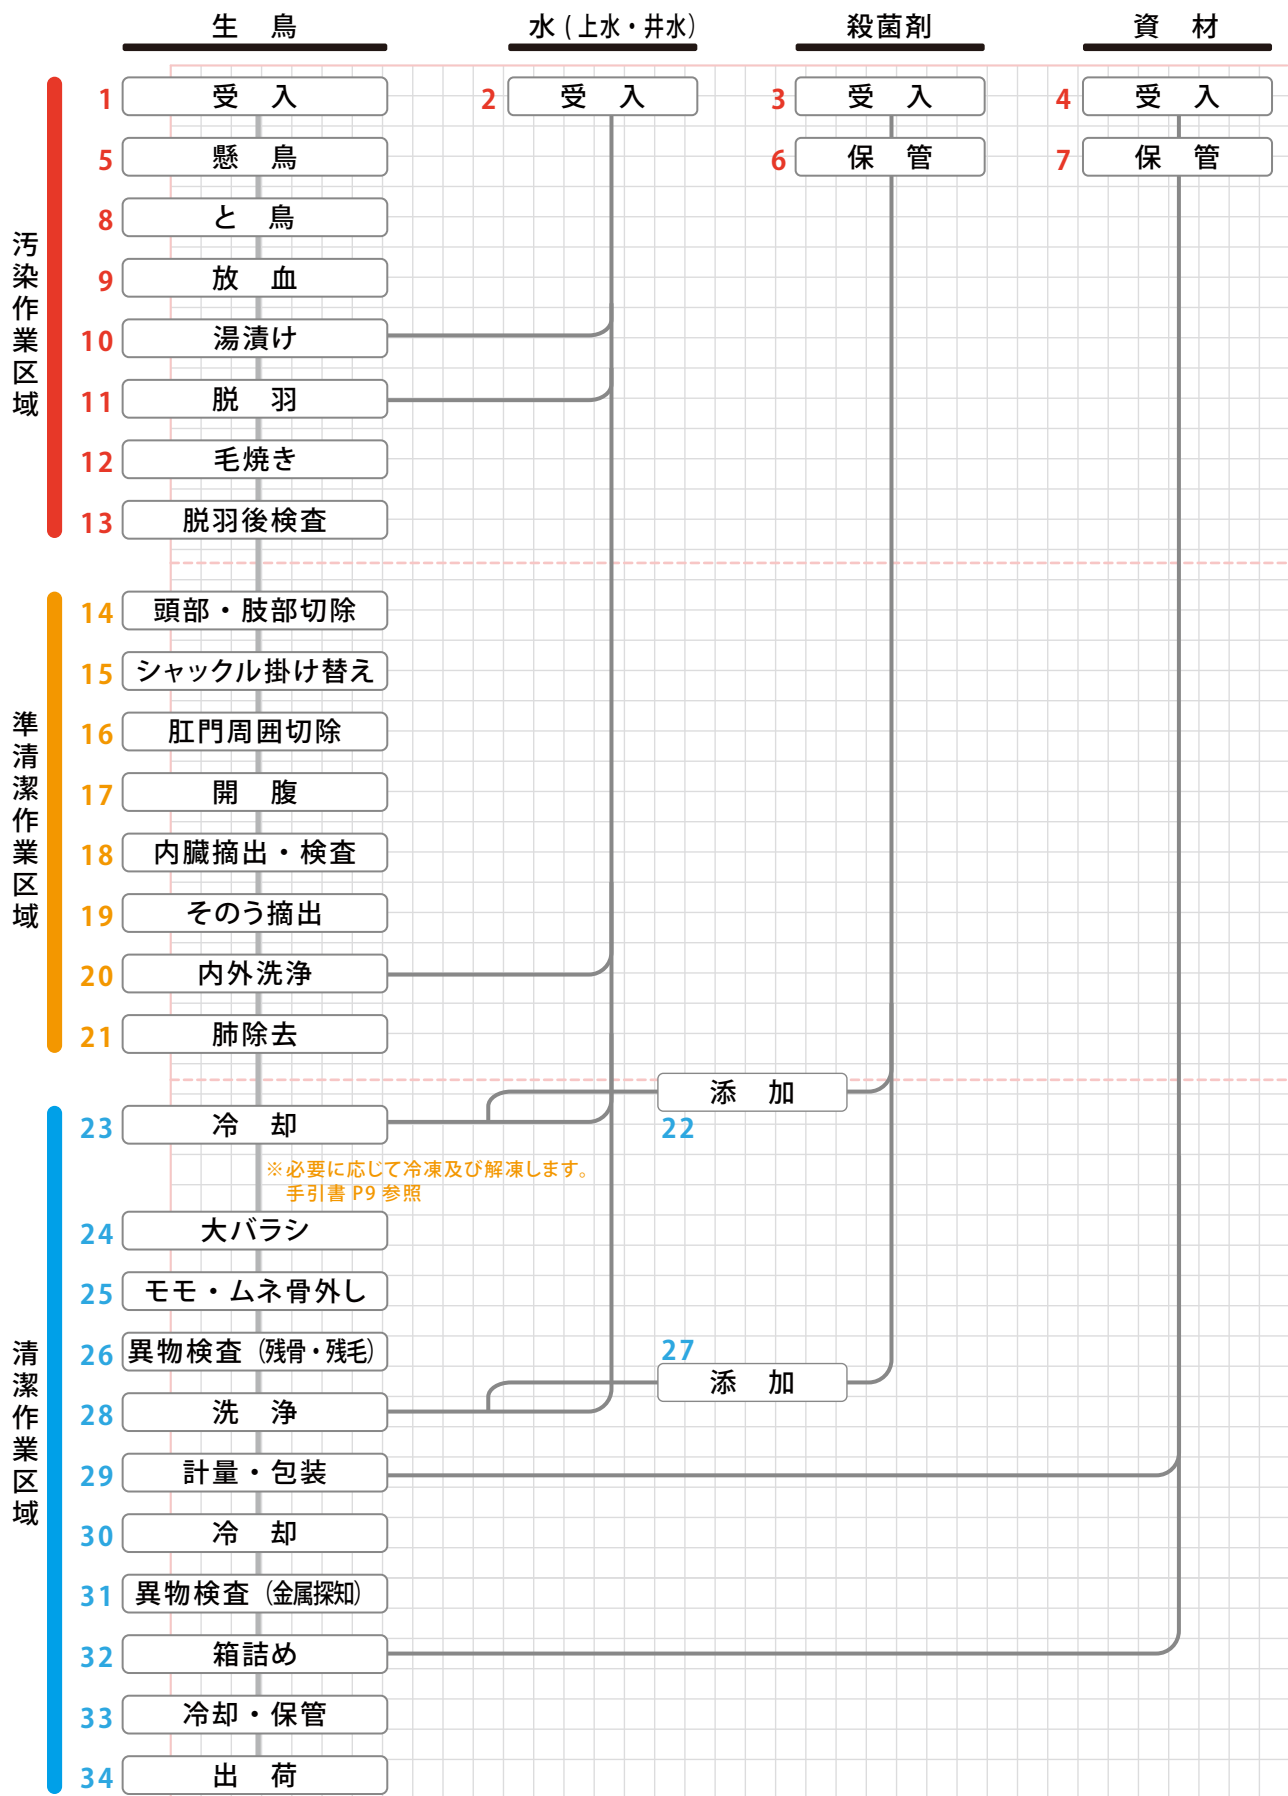 生　鳥
水 ( 上水・井水)
殺菌剤
資　材
1 受　入
2 受　入
3 受　入
4 受　入
5 懸　鳥
6 保　管
7 保　管
8 と　鳥
9 放　血
10 湯漬け
11 脱　羽
12 毛焼き
13 脱羽後検査
汚染作業区域
14 頭部・肢部切除
15 シャックル掛け替え
16 肛門周囲切除
17 開　腹
18 内臓摘出・検査
19 そのう摘出
20 内外洗浄
21 肺除去
準清潔作業区域
添　加
22
23 冷　却
※必要に応じて冷凍及び解凍します。
手引書 P9 参照
24 大バラシ
25 モモ・ムネ骨外し
26 異物検査（残骨・残毛）
27
添　加
28 洗　浄
29 計量・包装
30 冷　却
31 異物検査（金属探知）
32 箱詰め
33 冷却・保管
34 出　荷
清潔作業区域